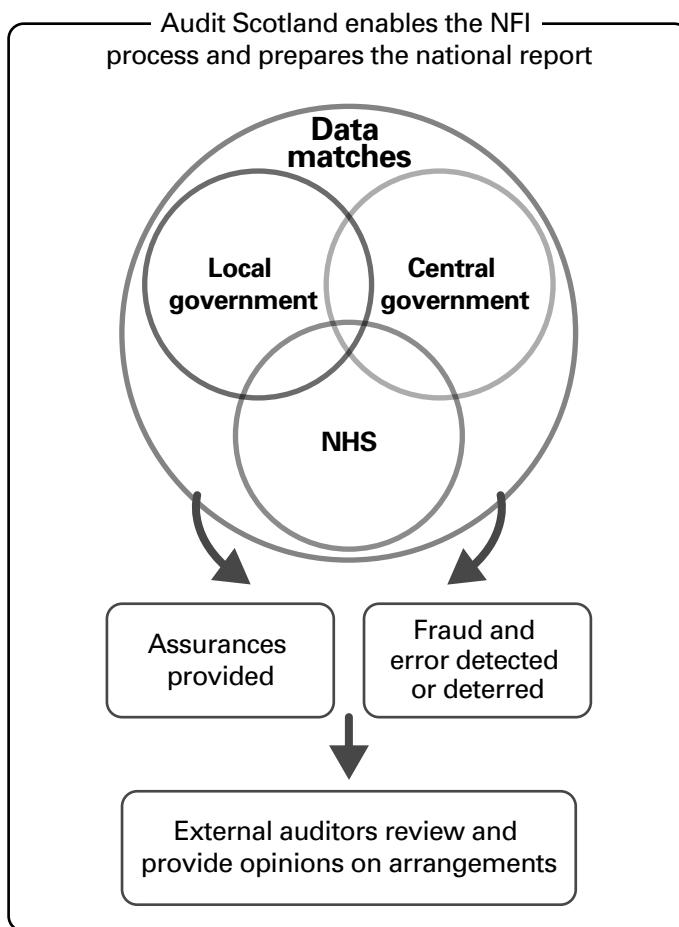 Audit Scotland enables the NFI
process and prepares the national report
Data
matches
Local
government
Central
government
NHS
Assurances
provided
Fraud and
error detected
or deterred
External auditors review and
provide opinions on arrangements